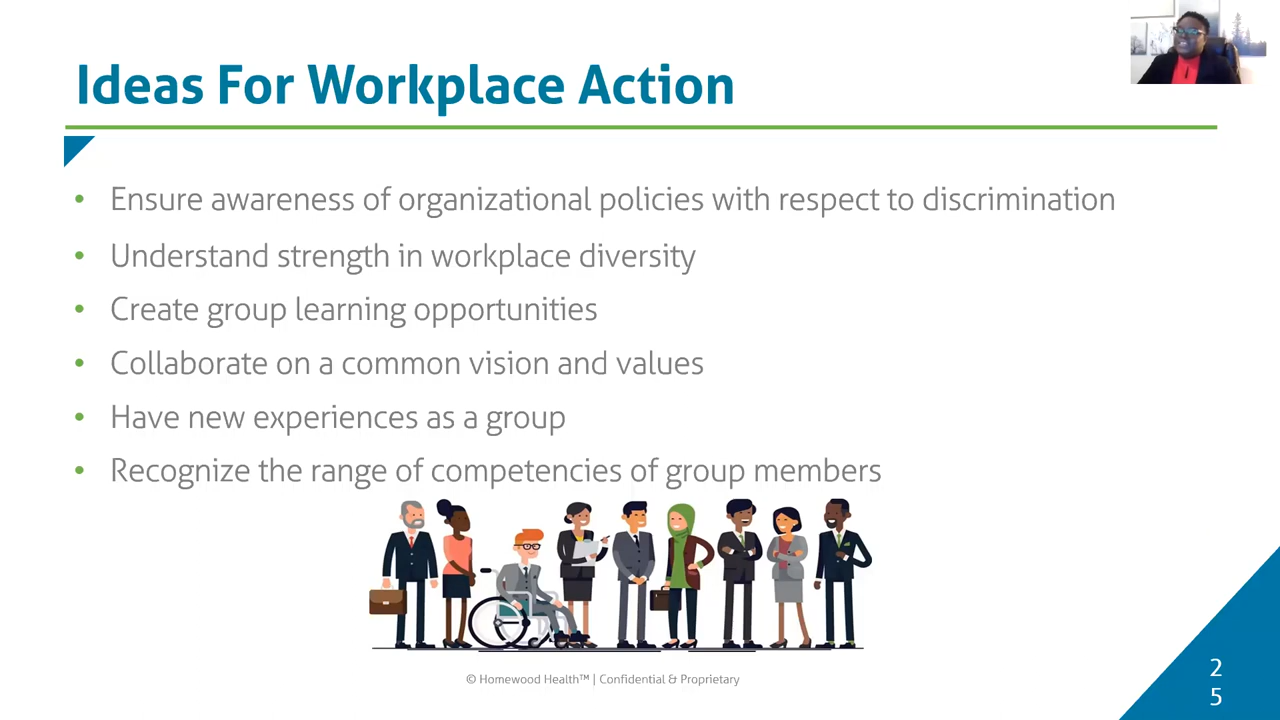 Ideas For Workplace Action
• Ensure awareness of organizational policies with respect to discrimination
• Understand strength in workplace diversity
• Create group learning opportunities
• Collaborate on a common vision and values
• Have new experiences as a group
• Recognize the range of competencies of group members
© Homewood Health™ | Confidential & Proprietary
2
5